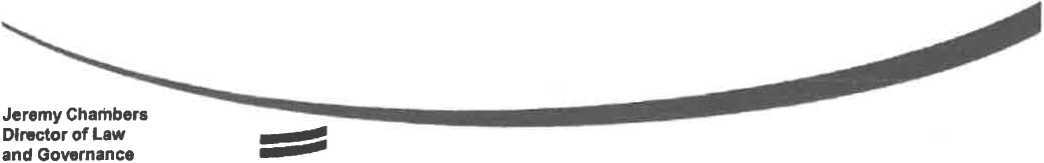 Jeremy Chambers
Director of Law
and Governance